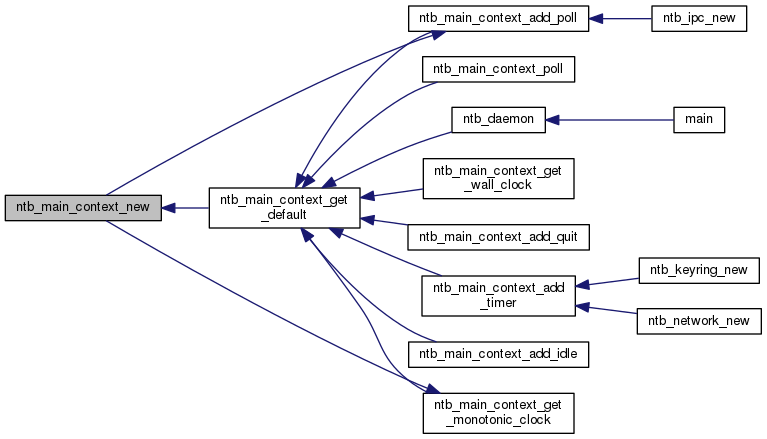 ntb_main_context_add_poll
ntb_ipc_new
ntb_main_context_poll
ntb_daemon
main
ntb_main_context_get
_wall_clock
ntb_main_context_new
ntb_main_context_get
_default
ntb_main_context_add_quit
ntb_main_context_add
_timer
ntb_keyring_new
ntb_network_new
ntb_main_context_add_idle
ntb_main_context_get
_monotonic_clock